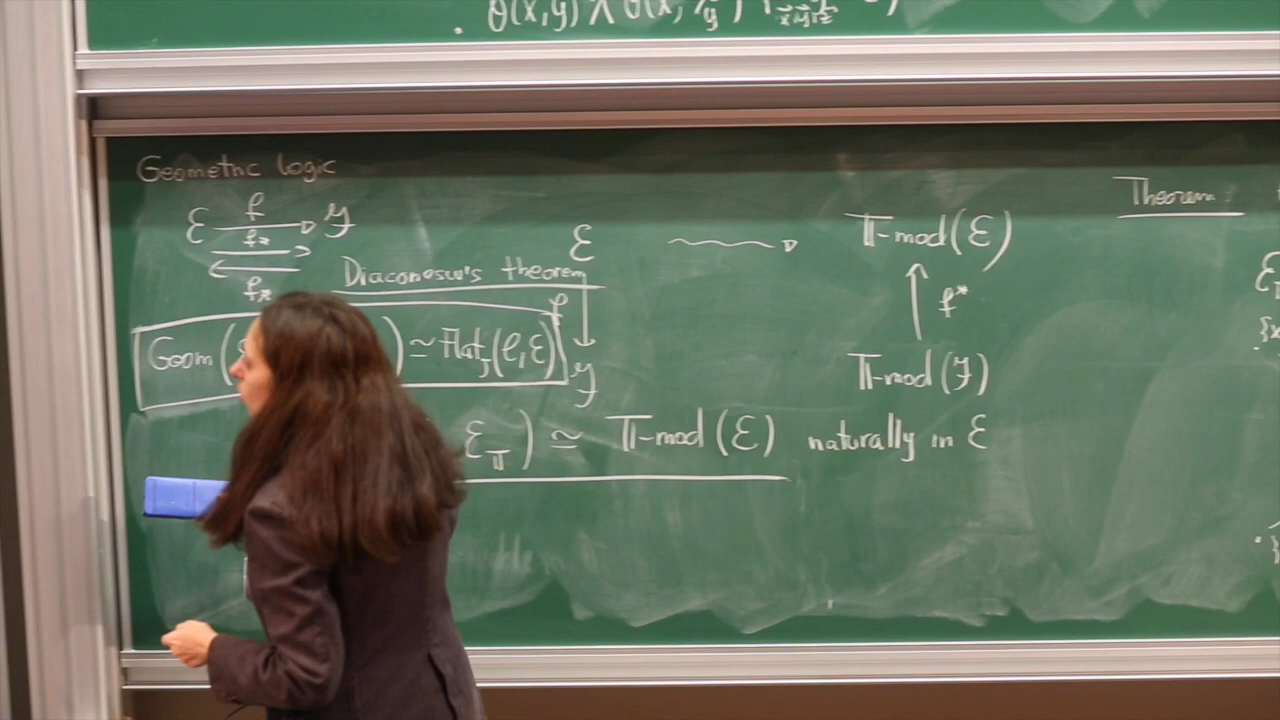 θ(x,y) ∧ θ(x,
Geometric Logic
ℰ f ℱ
f*
f*
Diaconescu's theorem
Geom ( ) ≃ Flat_J(𝒞,ℰ)
ℰ
f
ℱ
𝕋-mod(ℰ)
f*
𝕋-mod(ℱ)
ℰ_𝕋) ≃ 𝕋-mod(ℰ) naturally in ℰ
Theorem: